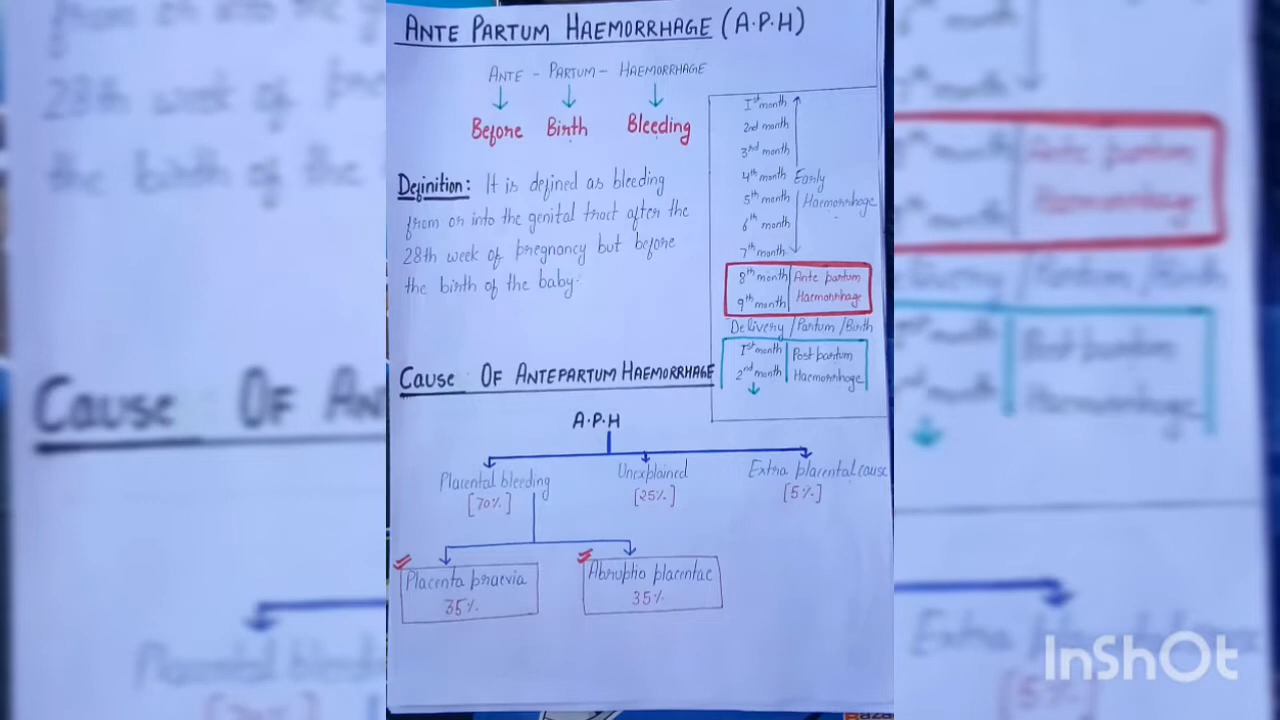 ANTE PARTUM HAEMORRHAGE (A.P.H)
ANTE - PARTUM - HAEMORRHAGE
Before Birth Bleeding
Definition: It is defined as bleeding
from or into the genital tract after the
28th week of pregnancy but before
the birth of the baby.
1st month
2nd month
3rd month
4th month Early
5th month Haemorrhage
6th month
7th month
8th month Ante partum
9th month Haemorrhage
Delivery / Partum / Birth
1st month Post partum
2nd month Haemorrhage
CAUSE OF ANTEPARTUM HAEMORRHAGE
A.P.H
Placental bleeding Unexplained Extra placental cause
[70%] [25%] [5%]
Placenta praevia Abruptio placentae
35% 35%
InShOt